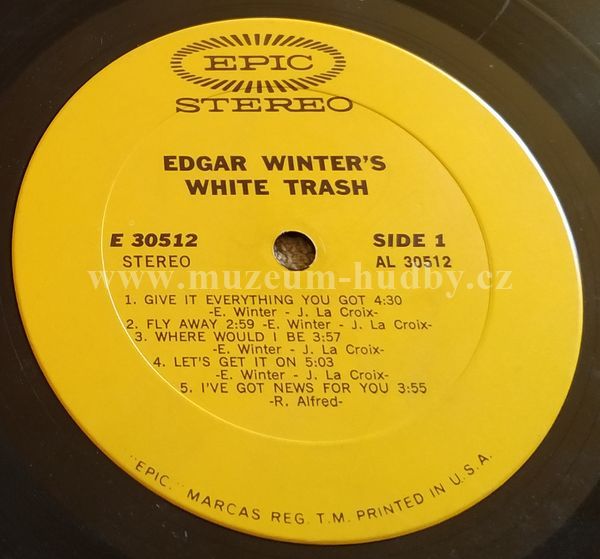 EPIC
STEREO
EDGAR WINTER'S
WHITE TRASH
E 30512
STEREO
SIDE 1
AL 30512
www.muzeum-hudby.cz
1. GIVE IT EVERYTHING YOU GOT 4:30
-E. Winter - J. La Croix-
2. FLY AWAY 2:59 -E. Winter - J. La Croix-
3. WHERE WOULD I BE 3:57
-E. Winter - J. La Croix-
4. LET'S GET IT ON 5:03
-E. Winter - J. La Croix-
5. I'VE GOT NEWS FOR YOU 3:55
-R. Alfred-
"EPIC," MARCAS REG. T.M. PRINTED IN U.S.A.